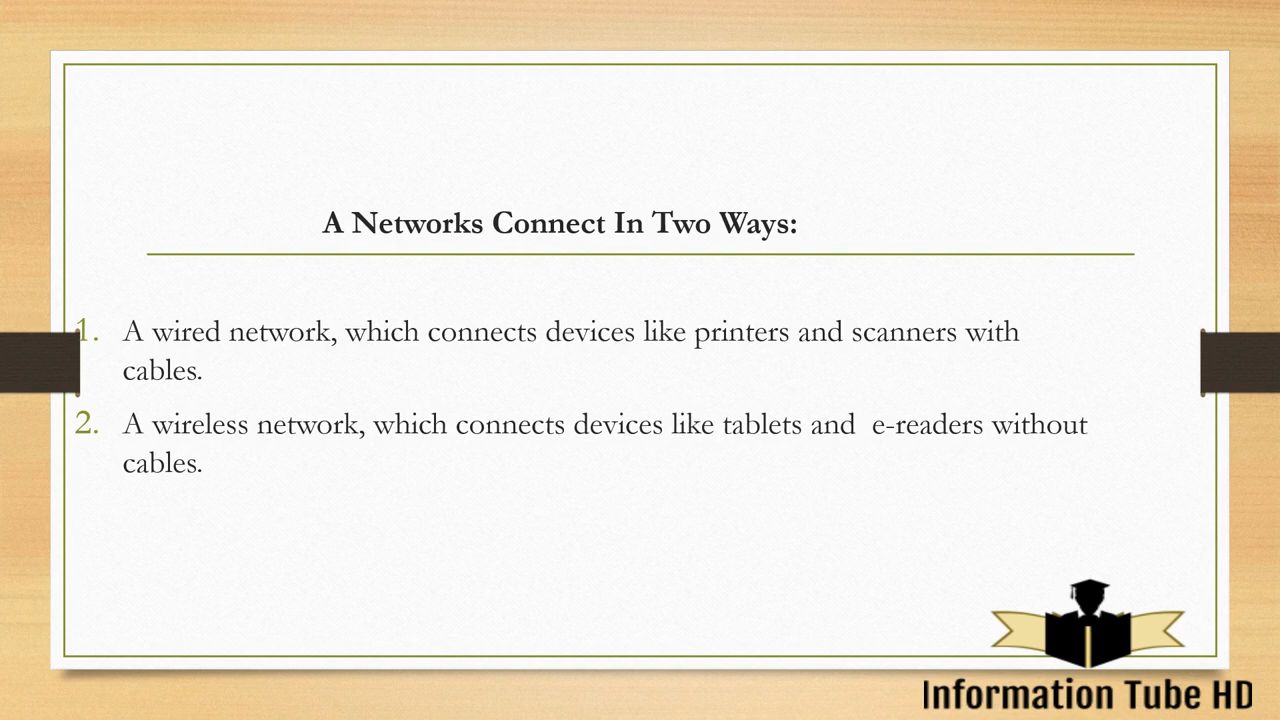 A Networks Connect In Two Ways:
1. A wired network, which connects devices like printers and scanners with
cables.
2. A wireless network, which connects devices like tablets and  e-readers without
cables.
Information Tube HD